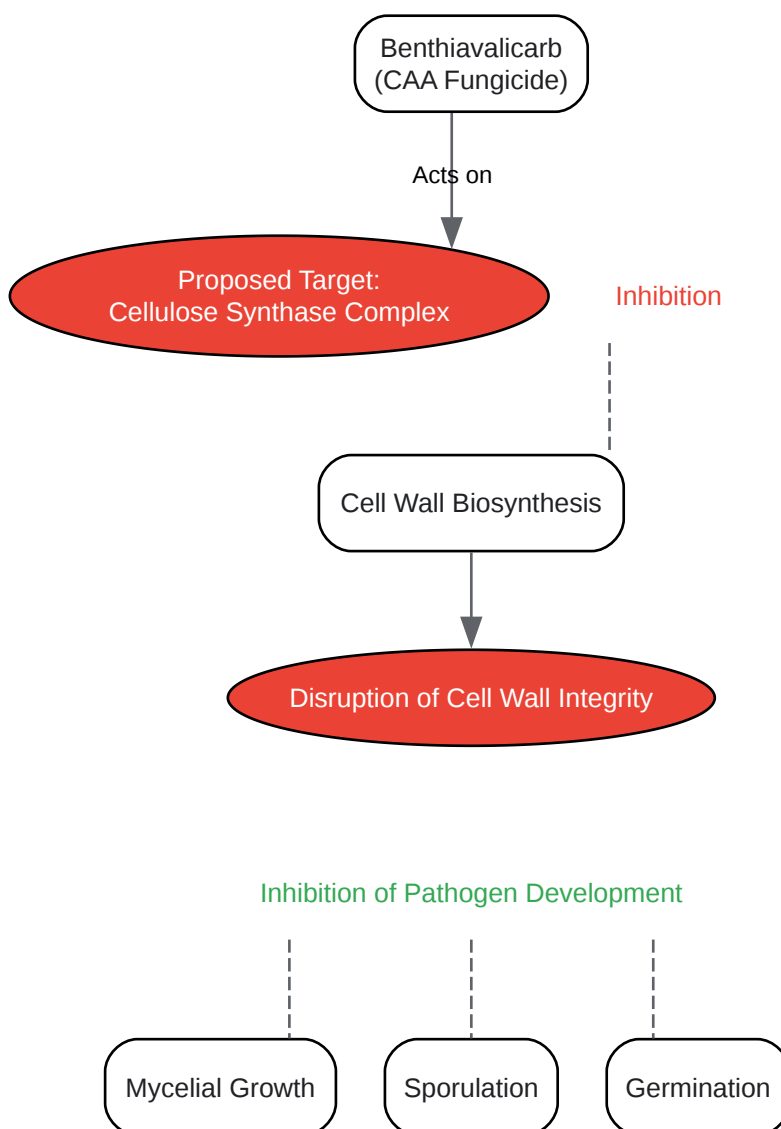 Benthiavalicarb
(CAA Fungicide)
Acts on
Proposed Target:
Cellulose Synthase Complex
Inhibition
Cell Wall Biosynthesis
Disruption of Cell Wall Integrity
Inhibition of Pathogen Development
Mycelial Growth
Sporulation
Germination